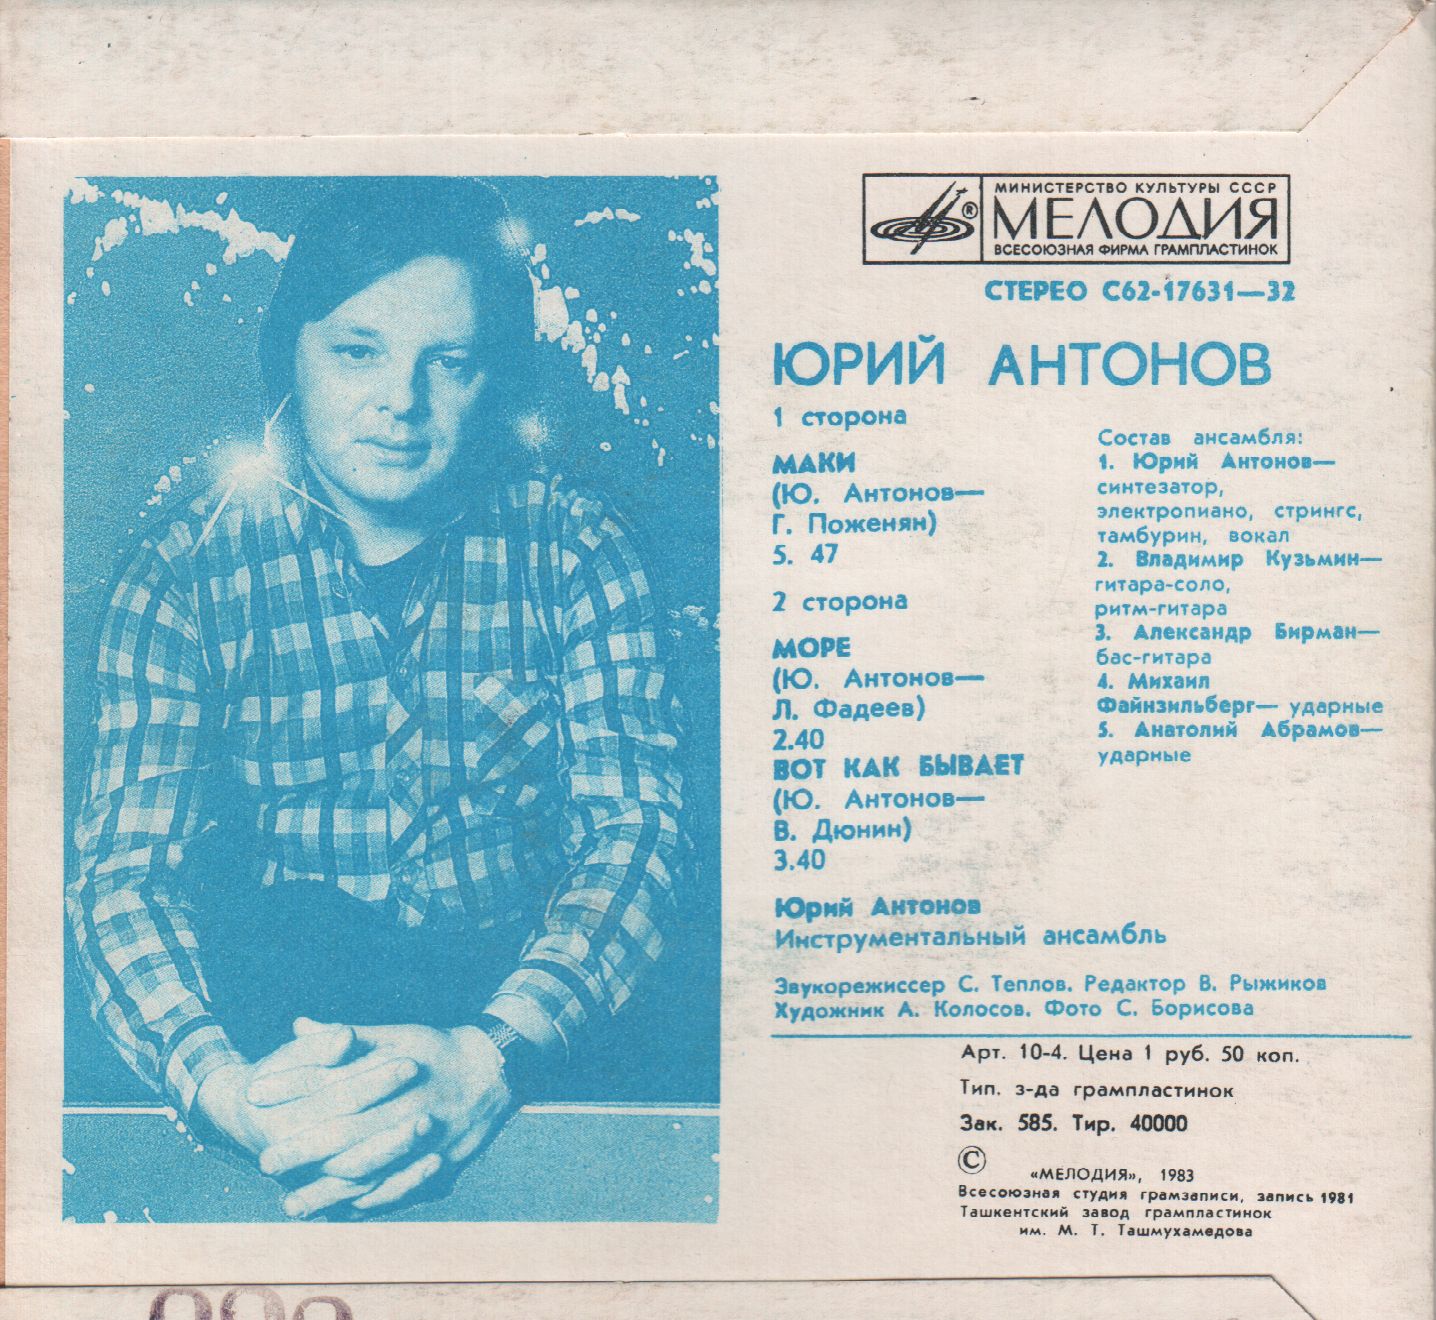 МИНИСТЕРСТВО КУЛЬТУРЫ СССР
®
МЕЛОДИЯ
ВСЕСОЮЗНАЯ ФИРМА ГРАМПЛАСТИНОК
СТЕРЕО С62-17631—32
ЮРИЙ АНТОНОВ
1 сторона
МАКИ
(Ю. Антонов—
Г. Поженян)
5. 47
2 сторона
МОРЕ
(Ю. Антонов—
Л. Фадеев)
2.40
ВОТ КАК БЫВАЕТ
(Ю. Антонов—
В. Дюнин)
3.40
Состав ансамбля:
1. Юрий Антонов—
синтезатор,
электропиано, стрингс,
тамбурин, вокал
2. Владимир Кузьмин—
гитара-соло,
ритм-гитара
3. Александр Бирман—
бас-гитара
4. Михаил
Файнзильберг— ударные
5. Анатолий Абрамов—
ударные
Юрий Антонов
Инструментальный ансамбль
Звукорежиссер С. Теплов. Редактор В. Рыжиков
Художник А. Колосов. Фото С. Борисова
Арт. 10-4. Цена 1 руб. 50 коп.
Тип. з-да грампластинок
Зак. 585. Тир. 40000
©
«МЕЛОДИЯ», 1983
Всесоюзная студия грамзаписи, запись 1981
Ташкентский завод грампластинок
им. М. Т. Ташмухамедова